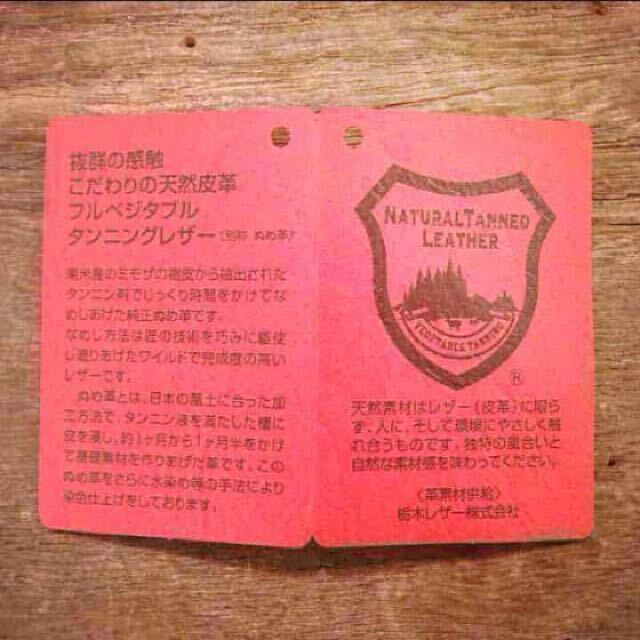 抜群の感触
こだわりの天然皮革
フルベジタブル
タンニングレザー(別称 ぬめ革)
南米産のミモザの樹皮から抽出された
タンニン剤でじっくり時間をかけてな
めしあげた純正ぬめ革です。
なめし方法は匠の技術を巧みに駆使
し造りあげたワイルドで完成度の高い
レザーです。
ぬめ革とは、日本の風土に合った加
工方法で、タンニン液を満たした槽に
皮を浸し、約1ヶ月から1ヶ月半をかけ
て基礎素材を作りあげた革です。この
ぬめ革をさらに水染め等の手法により
染色仕上げをしております。
NATURALTANNED
LEATHER
VEGETABLE TANNING
®
天然素材はレザー(皮革)に限ら
ず、人に、そして環境にやさしく触
れ合うものです。独特の風合いと
自然な素材感を味わってください。
〈革素材供給〉
栃木レザー株式会社